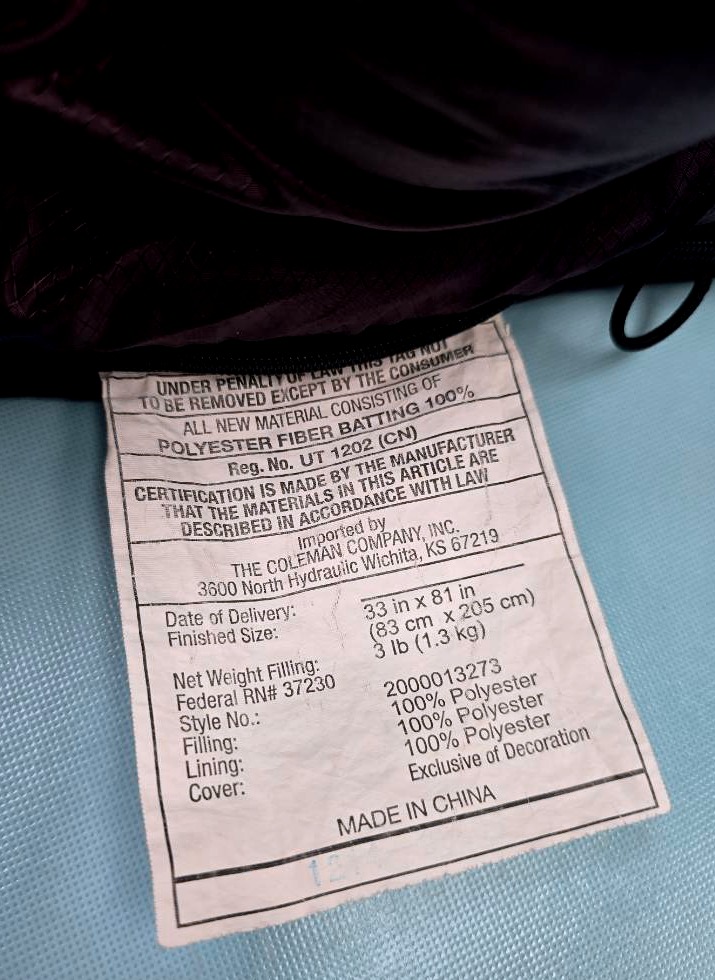 UNDER PENALTY OF LAW THIS TAG NOT
TO BE REMOVED EXCEPT BY THE CONSUMER
ALL NEW MATERIAL CONSISTING OF
POLYESTER FIBER BATTING 100%
Reg. No. UT 1202 (CN)
CERTIFICATION IS MADE BY THE MANUFACTURER
THAT THE MATERIALS IN THIS ARTICLE ARE
DESCRIBED IN ACCORDANCE WITH LAW
Imported by
THE COLEMAN COMPANY, INC.
3600 North Hydraulic Wichita, KS 67219
Date of Delivery:
Finished Size: 33 in x 81 in
(83 cm x 205 cm)
Net Weight Filling: 3 lb (1.3 kg)
Federal RN# 37230
Style No.: 2000013273
Filling: 100% Polyester
Lining: 100% Polyester
Cover: 100% Polyester
Exclusive of Decoration
MADE IN CHINA